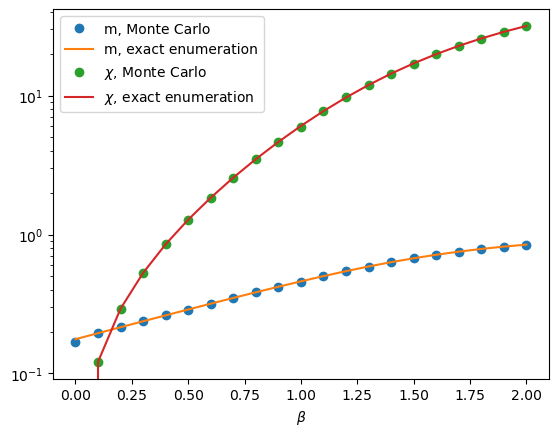 m, Monte Carlo
m, exact enumeration
χ, Monte Carlo
χ, exact enumeration
10¹
10⁰
10⁻¹
0.00 0.25 0.50 0.75 1.00 1.25 1.50 1.75 2.00
β